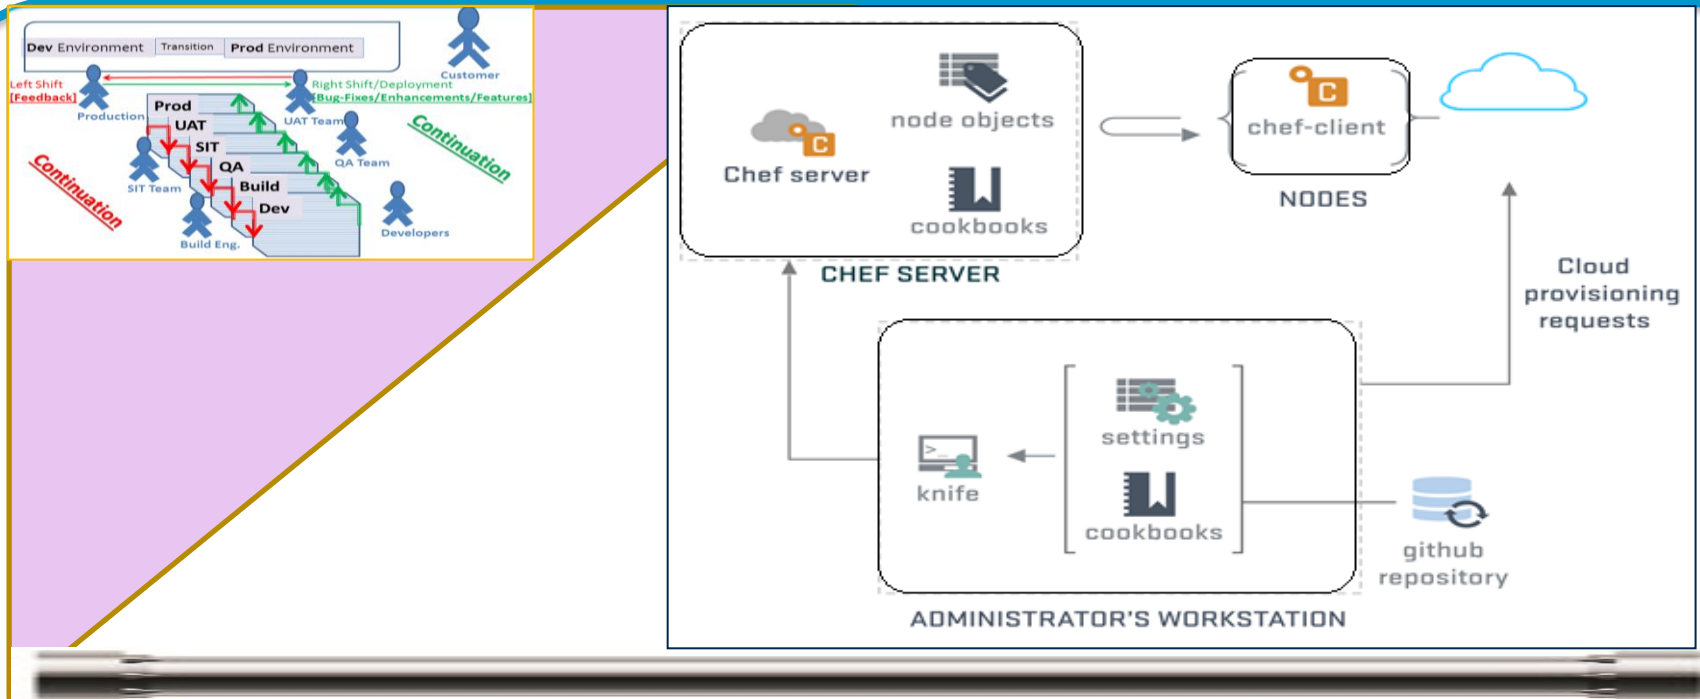 Dev Environment
Transition
Prod Environment
Customer
Left Shift
[Feedback]
Right Shift/Deployment
[Bug-Fixes/Enhancements/Features]
Production
UAT Team
Prod
UAT
SIT
QA
Build
Dev
Continuation
Continuation
QA Team
SIT Team
Build Eng.
Developers
node objects
Chef server
cookbooks
CHEF SERVER
C
C
chef-client
NODES
Cloud
provisioning
requests
settings
>_
knife
cookbooks
github
repository
ADMINISTRATOR'S WORKSTATION